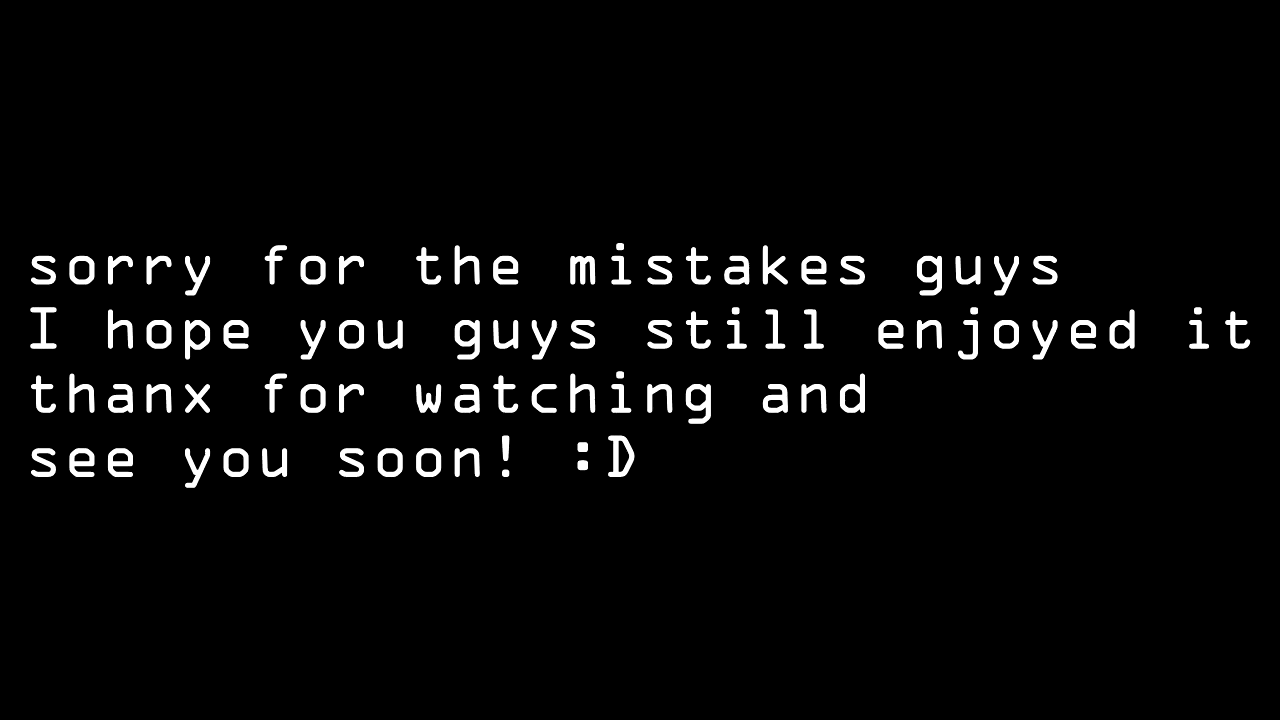 sorry for the mistakes guys
I hope you guys still enjoyed it
thanx for watching and
see you soon! :D